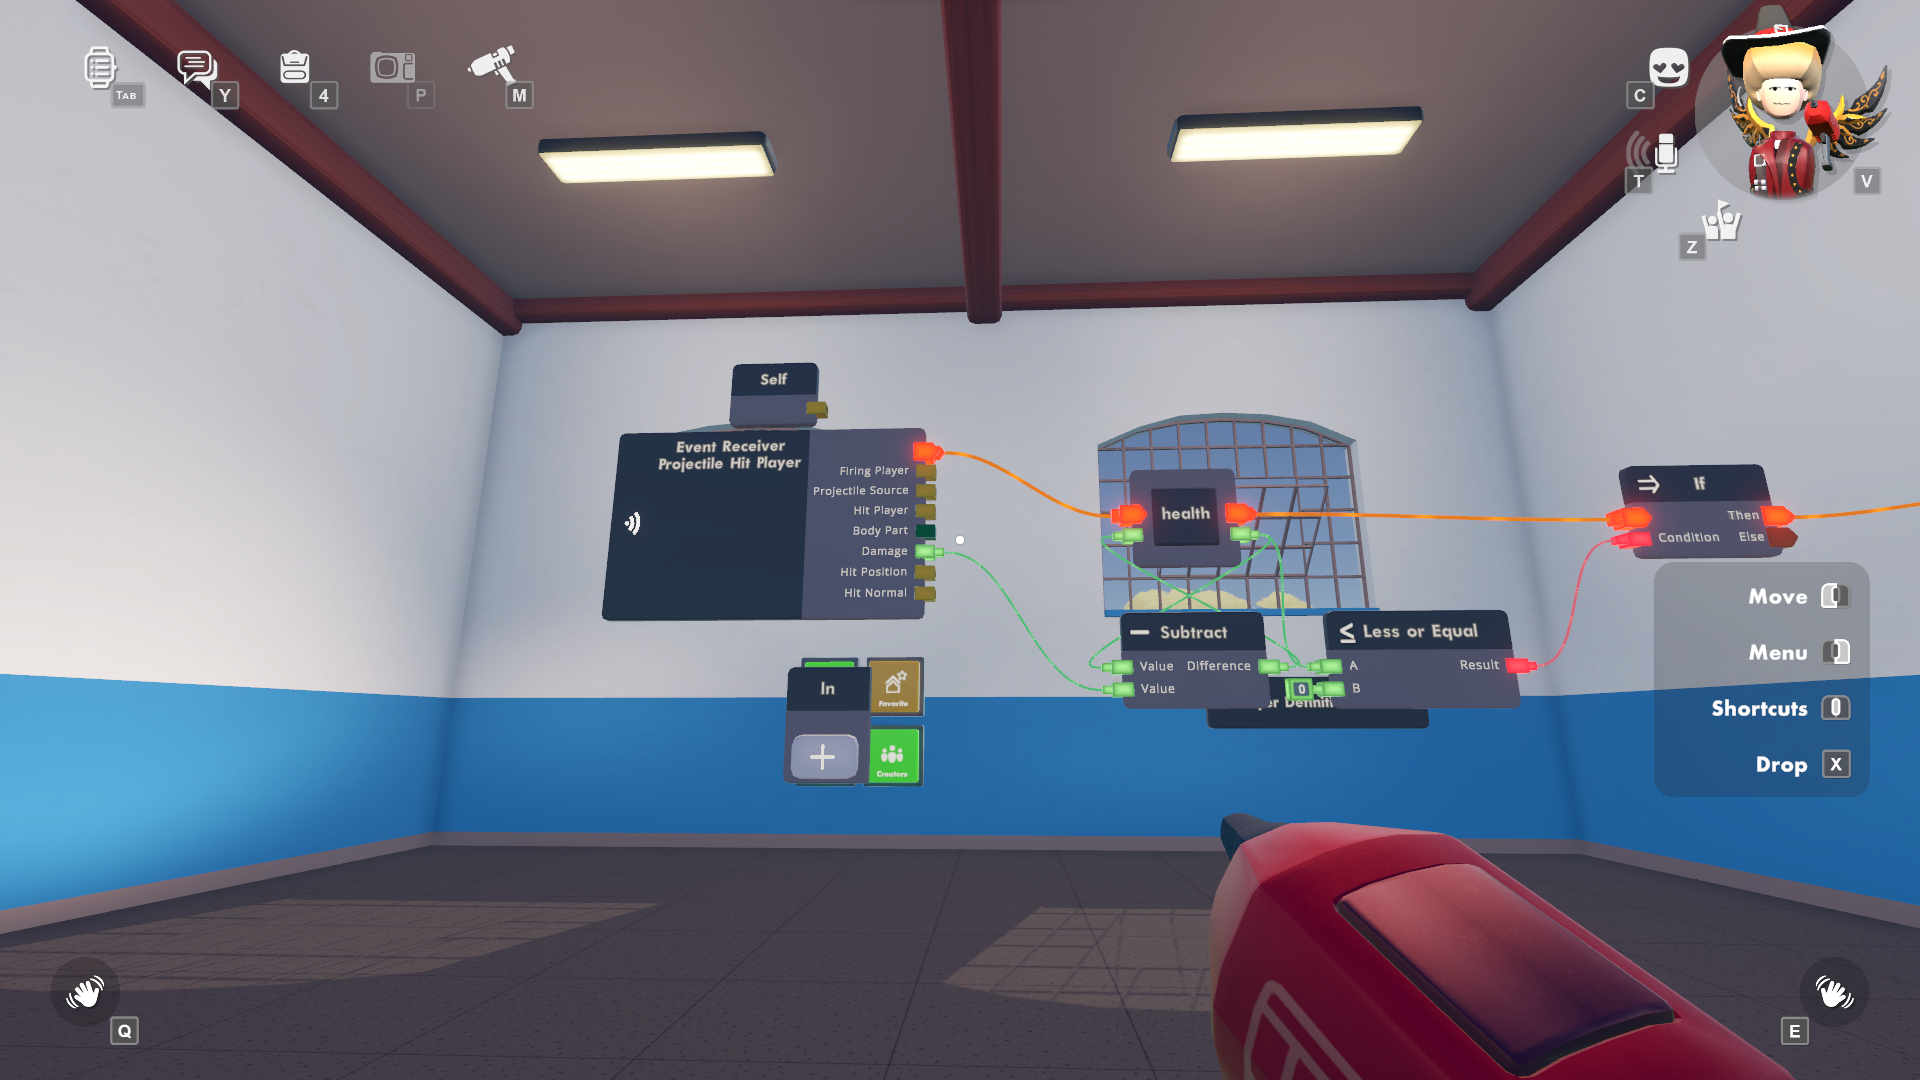 TAB
Y
4
P
M
C
T
V
Z
Self
Event Receiver
Projectile Hit Player
Firing Player
Projectile Source
Hit Player
Body Part
Damage
Hit Position
Hit Normal
health
If
Then
Condition Else
Subtract
Value Difference
Value
Less or Equal
A Result
0 B
er Definiti
In
Favorite
Creators
Move
Menu
Shortcuts
Drop X
Q
E